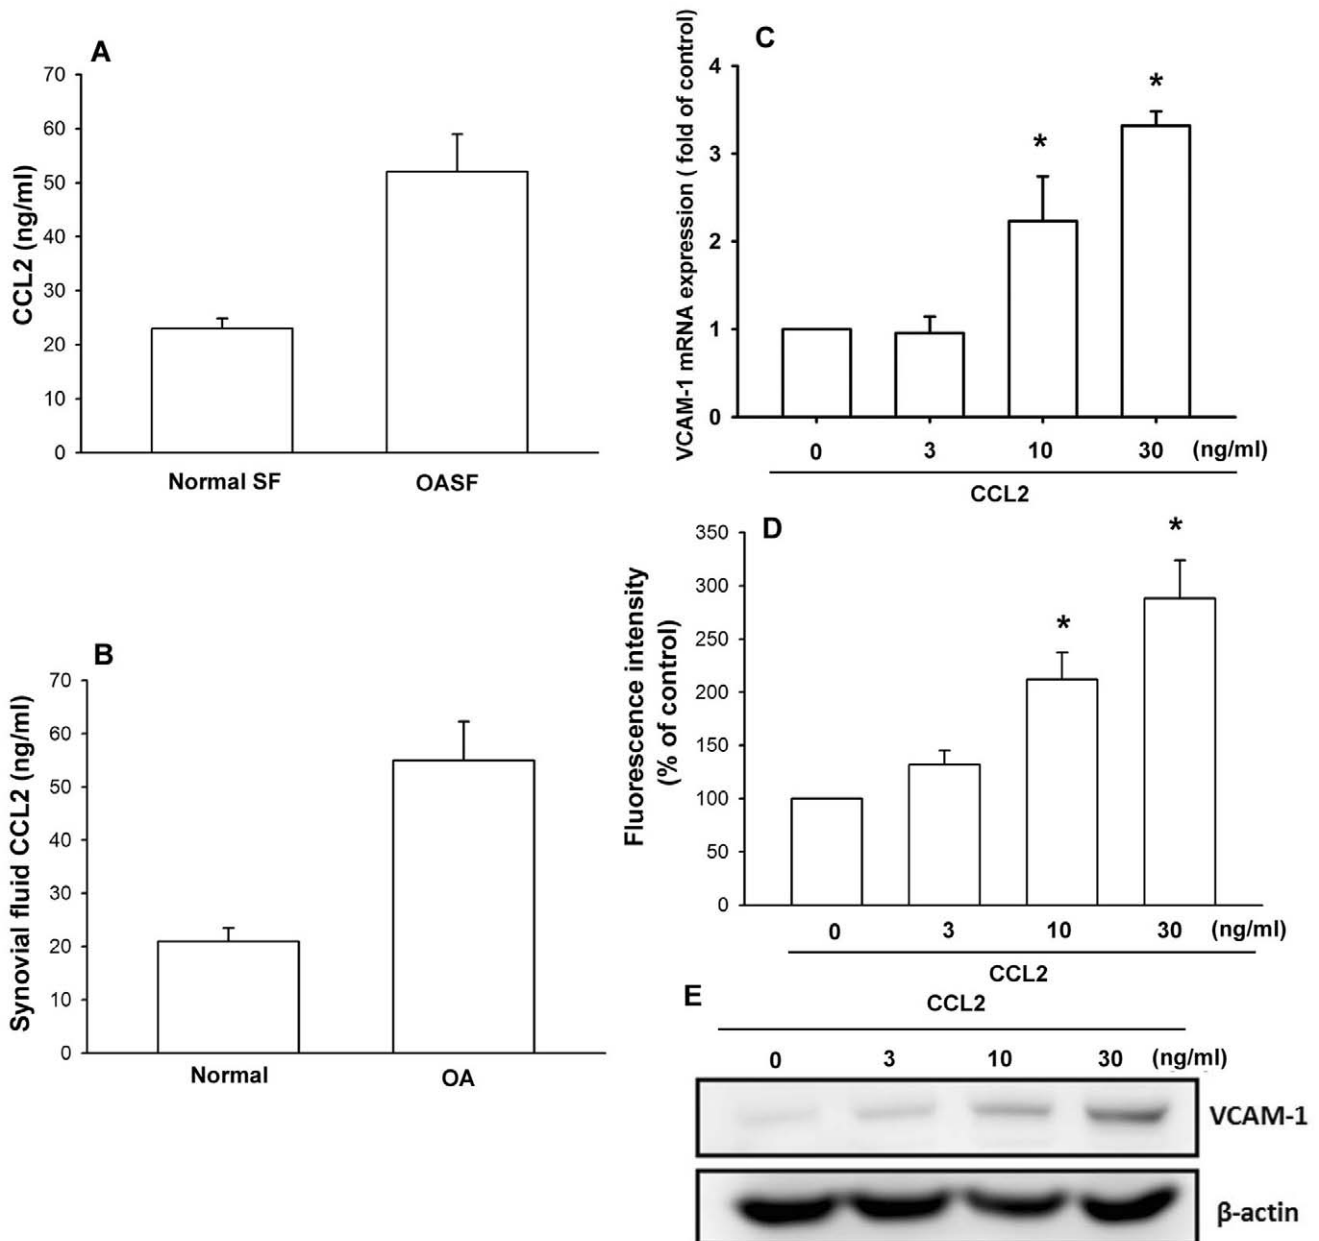 A
70
60
50
40
30
20
10
0
CCL2 (ng/ml)
Normal SF OASF
B
70
60
50
40
30
20
10
0
Synovial fluid CCL2 (ng/ml)
Normal OA
C
4
3
2
1
0
VCAM-1 mRNA expression ( fold of control)
*
*
0 3 10 30 (ng/ml)
CCL2
D
350
300
250
200
150
100
50
0
Fluorescence intensity
(% of control)
*
*
0 3 10 30 (ng/ml)
CCL2
E
CCL2
0 3 10 30 (ng/ml)
VCAM-1
β-actin